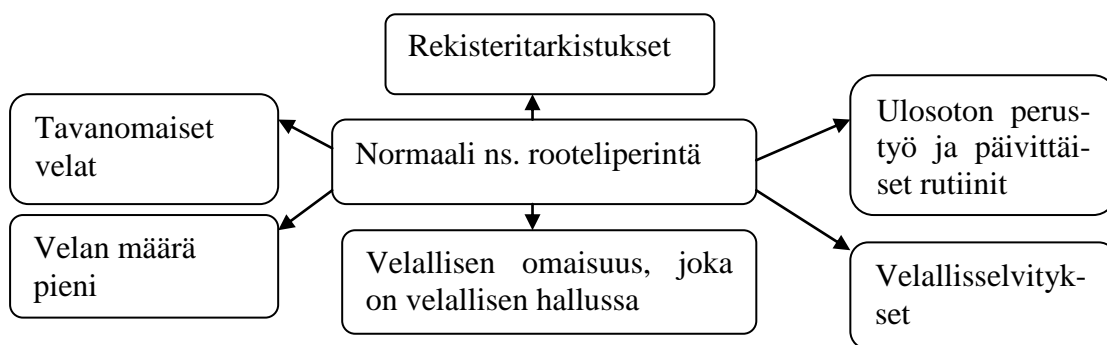 Rekisteritarkistukset
Tavanomaiset
velat
Normaali ns. rooteliperintä
Ulosoton perus-
työ ja päivittäi-
set rutiinit
Velan määrä
pieni
Velallisen omaisuus, joka
on velallisen hallussa
Velallisselvityk-
set